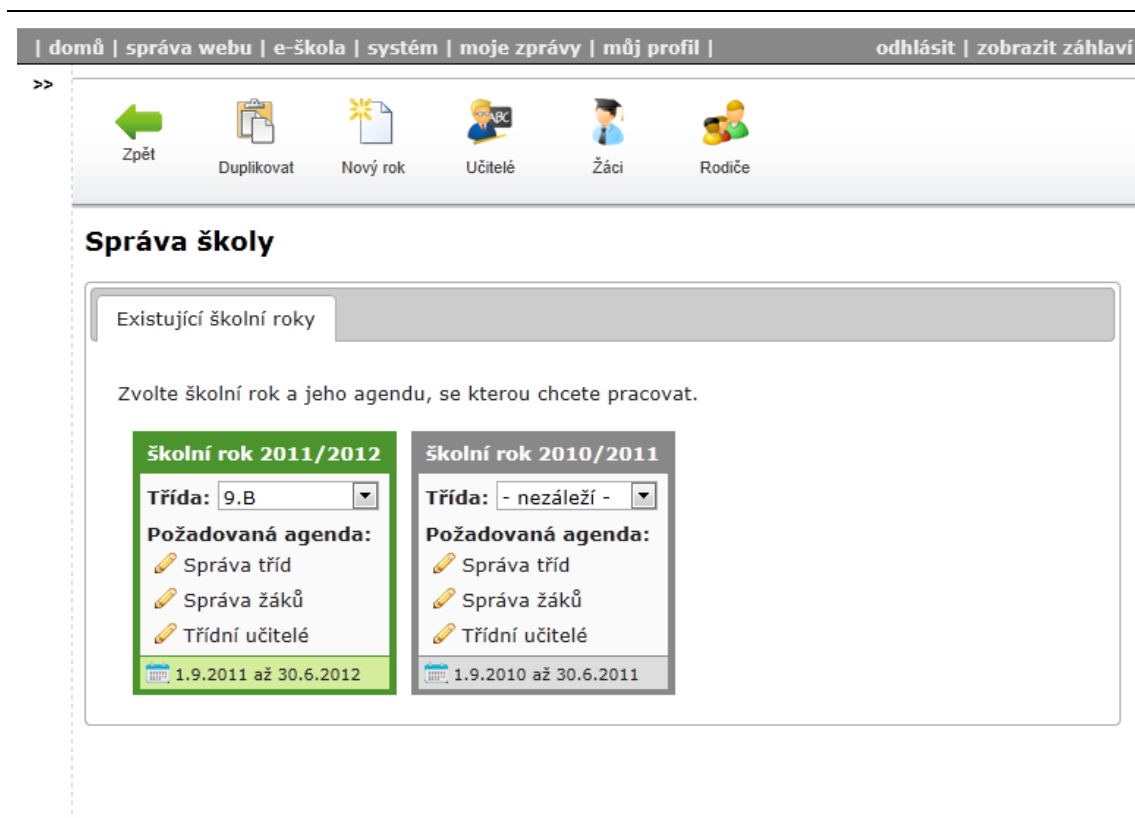 | domů | správa webu | e-škola | systém | moje zprávy | můj profil | odhlásit | zobrazit záhlaví
>>
Zpět Duplikovat Nový rok Učitelé Žáci Rodiče
ABC
Správa školy
Existující školní roky
Zvolte školní rok a jeho agendu, se kterou chcete pracovat.
školní rok 2011/2012
Třída: 9.B
Požadovaná agenda:
Správa tříd
Správa žáků
Třídní učitelé
1.9.2011 až 30.6.2012
školní rok 2010/2011
Třída: - nezáleží -
Požadovaná agenda:
Správa tříd
Správa žáků
Třídní učitelé
1.9.2010 až 30.6.2011